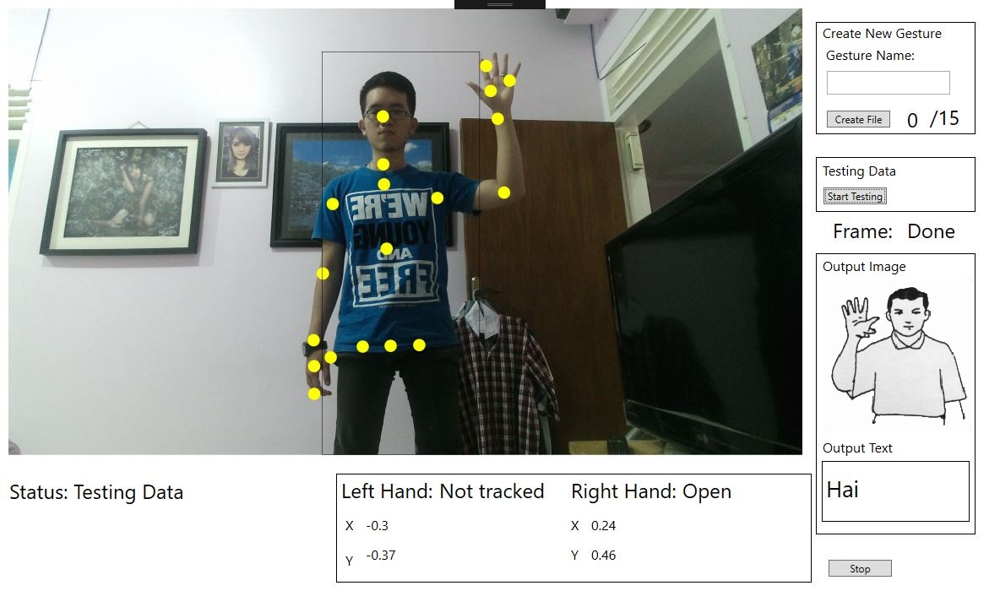 WE'RE
YOUNG
AND
FREE
Create New Gesture
Gesture Name:
Create File
0 /15
Testing Data
Start Testing
Frame: Done
Output Image
Output Text
Hai
Status: Testing Data
Left Hand: Not tracked
X -0.3
Y -0.37
Right Hand: Open
X 0.24
Y 0.46
Stop